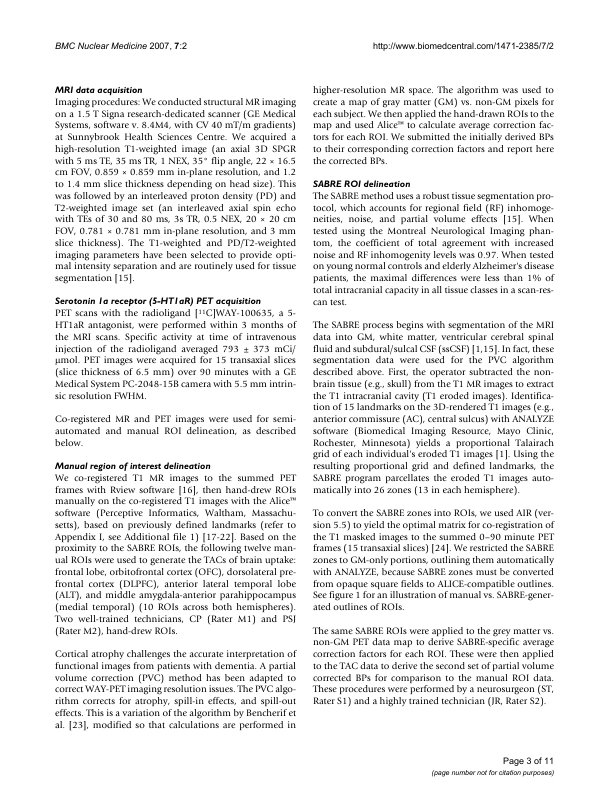 BMC Nuclear Medicine 2007, 7:2
http://www.biomedcentral.com/1471-2385/7/2
MRI data acquisition
Imaging procedures: We conducted structural MR imaging
on a 1.5 T Signa research-dedicated scanner (GE Medical
Systems, software v. 8.4M4, with CV 40 mT/m gradients)
at Sunnybrook Health Sciences Centre. We acquired a
high-resolution T1-weighted image (an axial 3D SPGR
with 5 ms TE, 35 ms TR, 1 NEX, 35° flip angle, 22 × 16.5
cm FOV, 0.859 × 0.859 mm in-plane resolution, and 1.2
to 1.4 mm slice thickness depending on head size). This
was followed by an interleaved proton density (PD) and
T2-weighted image set (an interleaved axial spin echo
with TEs of 30 and 80 ms, 3s TR, 0.5 NEX, 20 × 20 cm
FOV, 0.781 × 0.781 mm in-plane resolution, and 3 mm
slice thickness). The T1-weighted and PD/T2-weighted
imaging parameters have been selected to provide opti-
mal intensity separation and are routinely used for tissue
segmentation [15].
Serotonin 1a receptor (5-HT1aR) PET acquisition
PET scans with the radioligand [¹¹C]WAY-100635, a 5-
HT1aR antagonist, were performed within 3 months of
the MRI scans. Specific activity at time of intravenous
injection of the radioligand averaged 793 ± 373 mCi/
μmol. PET images were acquired for 15 transaxial slices
(slice thickness of 6.5 mm) over 90 minutes with a GE
Medical System PC-2048-15B camera with 5.5 mm intrin-
sic resolution FWHM.
Co-registered MR and PET images were used for semi-
automated and manual ROI delineation, as described
below.
Manual region of interest delineation
We co-registered T1 MR images to the summed PET
frames with Rview software [16], then hand-drew ROIs
manually on the co-registered T1 images with the Alice™
software (Perceptive Informatics, Waltham, Massachu-
setts), based on previously defined landmarks (refer to
Appendix I, see Additional file 1) [17-22]. Based on the
proximity to the SABRE ROIs, the following twelve man-
ual ROIs were used to generate the TACs of brain uptake:
frontal lobe, orbitofrontal cortex (OFC), dorsolateral pre-
frontal cortex (DLPFC), anterior lateral temporal lobe
(ALT), and middle amygdala-anterior parahippocampus
(medial temporal) (10 ROIs across both hemispheres).
Two well-trained technicians, CP (Rater M1) and PSJ
(Rater M2), hand-drew ROIs.
Cortical atrophy challenges the accurate interpretation of
functional images from patients with dementia. A partial
volume correction (PVC) method has been adapted to
correct WAY-PET imaging resolution issues. The PVC algo-
rithm corrects for atrophy, spill-in effects, and spill-out
effects. This is a variation of the algorithm by Bencherif et
al. [23], modified so that calculations are performed in
higher-resolution MR space. The algorithm was used to
create a map of gray matter (GM) vs. non-GM pixels for
each subject. We then applied the hand-drawn ROIs to the
map and used Alice™ to calculate average correction fac-
tors for each ROI. We submitted the initially derived BPs
to their corresponding correction factors and report here
the corrected BPs.
SABRE ROI delineation
The SABRE method uses a robust tissue segmentation pro-
tocol, which accounts for regional field (RF) inhomoge-
neities, noise, and partial volume effects [15]. When
tested using the Montreal Neurological Imaging phan-
tom, the coefficient of total agreement with increased
noise and RF inhomogeneity levels was 0.97. When tested
on young normal controls and elderly Alzheimer's disease
patients, the maximal differences were less than 1% of
total intracranial capacity in all tissue classes in a scan-res-
can test.
The SABRE process begins with segmentation of the MRI
data into GM, white matter, ventricular cerebral spinal
fluid and subdural/sulcal CSF (ssCSF) [1,15]. In fact, these
segmentation data were used for the PVC algorithm
described above. First, the operator subtracted the non-
brain tissue (e.g., skull) from the T1 MR images to extract
the T1 intracranial cavity (T1 eroded images). Identifica-
tion of 15 landmarks on the 3D-rendered T1 images (e.g.,
anterior commissure (AC), central sulcus) with ANALYZE
software (Biomedical Imaging Resource, Mayo Clinic,
Rochester, Minnesota) yields a proportional Talairach
grid of each individual's eroded T1 images [1]. Using the
resulting proportional grid and defined landmarks, the
SABRE program parcellates the eroded T1 images auto-
matically into 26 zones (13 in each hemisphere).
To convert the SABRE zones into ROIs, we used AIR (ver-
sion 5.5) to yield the optimal matrix for co-registration of
the T1 masked images to the summed 0–90 minute PET
frames (15 transaxial slices) [24]. We restricted the SABRE
zones to GM-only portions, outlining them automatically
with ANALYZE, because SABRE zones must be converted
from opaque square fields to ALICE-compatible outlines.
See figure 1 for an illustration of manual vs. SABRE-gener-
ated outlines of ROIs.
The same SABRE ROIs were applied to the grey matter vs.
non-GM PET data map to derive SABRE-specific average
correction factors for each ROI. These were then applied
to the TAC data to derive the second set of partial volume
corrected BPs for comparison to the manual ROI data.
These procedures were performed by a neurosurgeon (ST,
Rater S1) and a highly trained technician (JR, Rater S2).
Page 3 of 11
(page number not for citation purposes)